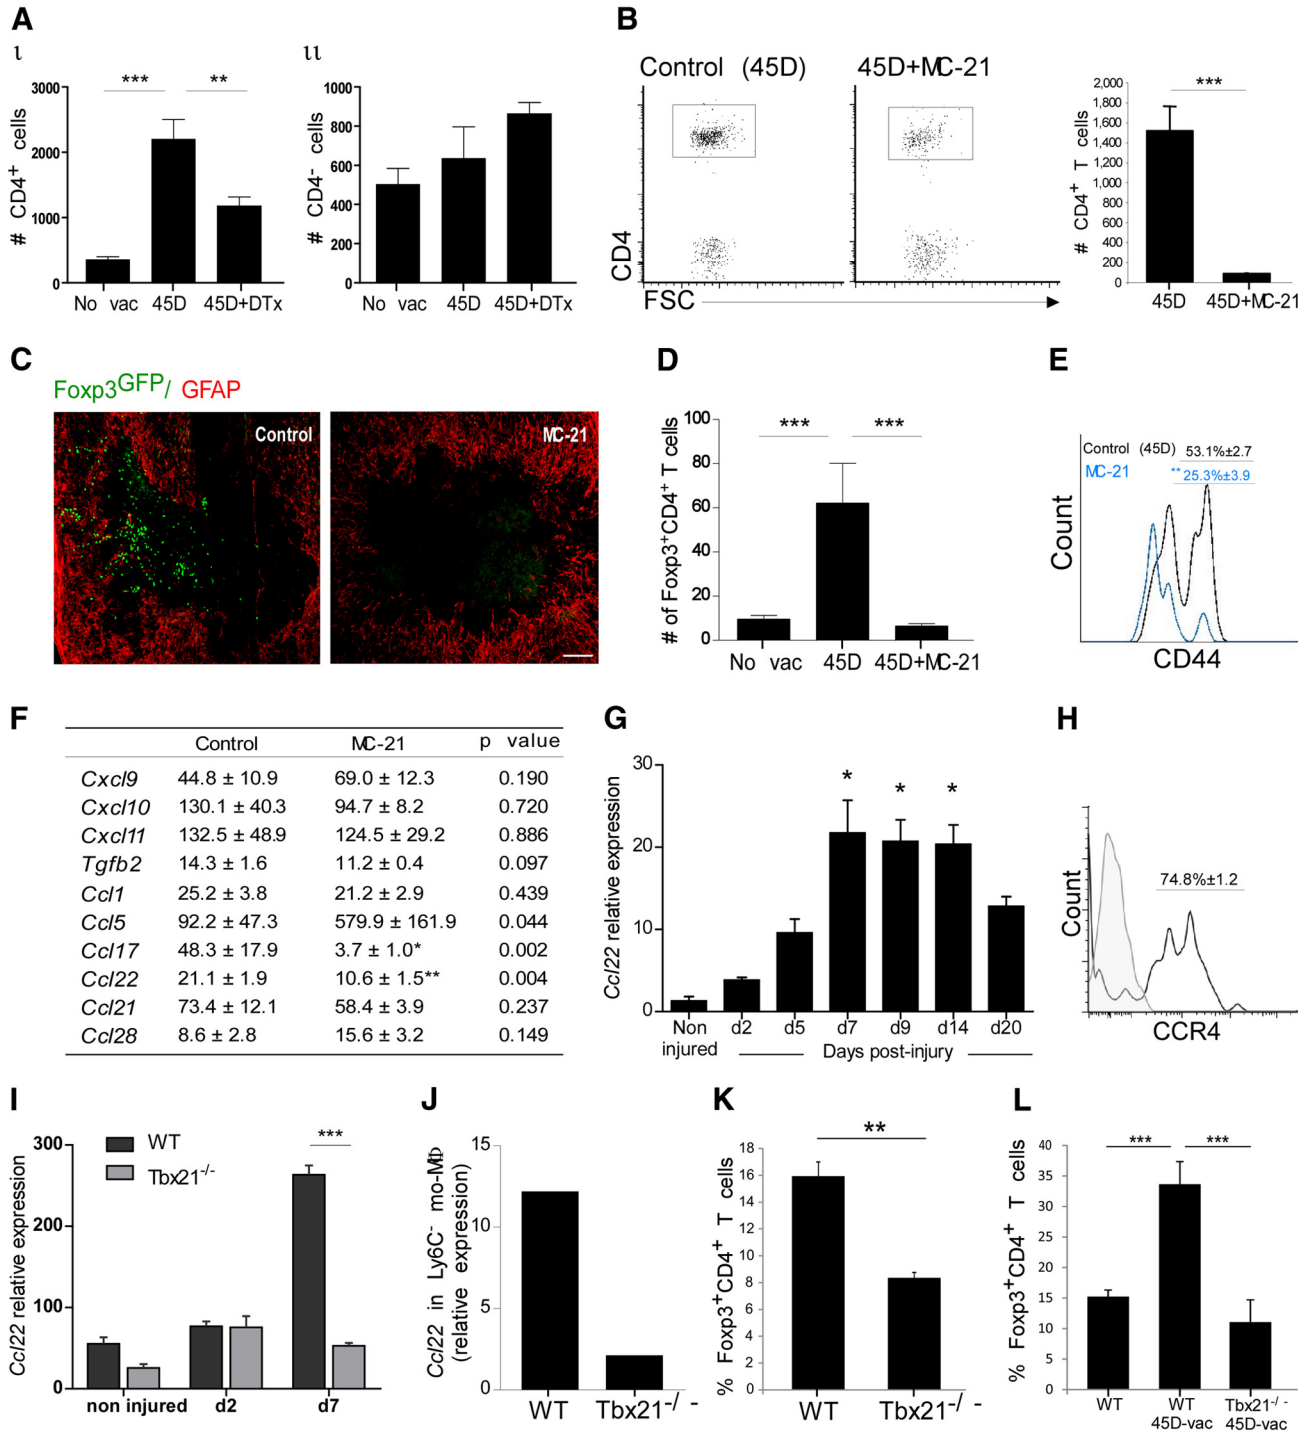 A
B
ι
ιι
Control (45D)
45D+MC-21
3000
2000
1000
0
# CD4+ cells
***
**
No vac
45D
45D+DTx
1000
800
600
400
200
0
# CD4- cells
No vac
45D
45D+DTx
CD4
FSC
2,000
1,800
1,600
1,400
1,200
1,000
800
600
400
200
0
# CD4+ T cells
***
45D
45D+MC-21
C
D
E
Foxp3GFP/ GFAP
Control
MC-21
100
80
60
40
20
0
# of Foxp3+CD4+ T cells
***
***
No vac
45D
45D+MC-21
Control (45D) 53.1%±2.7
MC-21 ** 25.3%±3.9
Count
CD44
F
G
H
Control MC-21 p value
Cxcl9 44.8 ± 10.9 69.0 ± 12.3 0.190
Cxcl10 130.1 ± 40.3 94.7 ± 8.2 0.720
Cxcl11 132.5 ± 48.9 124.5 ± 29.2 0.886
Tgfb2 14.3 ± 1.6 11.2 ± 0.4 0.097
Ccl1 25.2 ± 3.8 21.2 ± 2.9 0.439
Ccl5 92.2 ± 47.3 579.9 ± 161.9 0.044
Ccl17 48.3 ± 17.9 3.7 ± 1.0* 0.002
Ccl22 21.1 ± 1.9 10.6 ± 1.5** 0.004
Ccl21 73.4 ± 12.1 58.4 ± 3.9 0.237
Ccl28 8.6 ± 2.8 15.6 ± 3.2 0.149
30
20
10
0
Ccl22 relative expression
*
*
*
Non injured
d2
d5
d7
d9
d14
d20
Days post-injury
74.8%±1.2
Count
CCR4
I
J
K
L
300
200
100
0
Ccl22 relative expression
WT
Tbx21-/-
***
non injured
d2
d7
15
10
5
0
Ccl22 in Ly6C- mo-MΦ
(relative expression)
WT
Tbx21-/-
18
16
14
12
10
8
6
4
2
0
% Foxp3+CD4+ T cells
**
WT
Tbx21-/-
40
35
30
25
20
15
10
5
0
% Foxp3+CD4+ T cells
***
***
WT
WT
45D-vac
Tbx21-/-
45D-vac